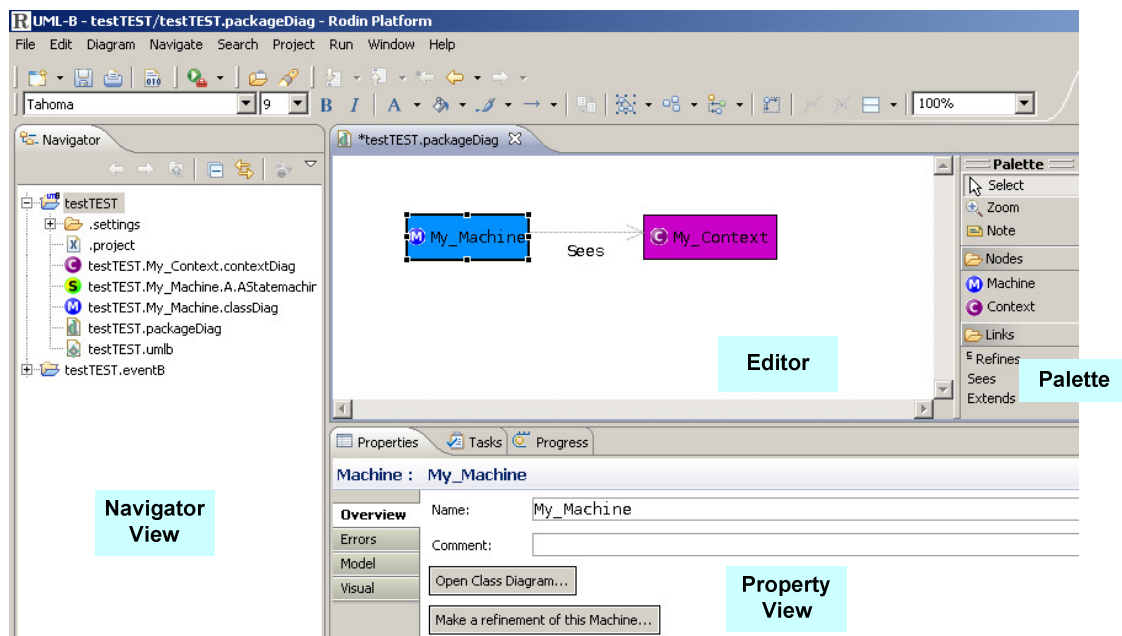 UML-B - testTEST/testTEST.packageDiag - Rodin Platform
File Edit Diagram Navigate Search Project Run Window Help
Tahoma 9 B I A 100%
Navigator
*testTEST.packageDiag
testTEST
.settings
.project
testTEST.My_Context.contextDiag
testTEST.My_Machine.A.AStatemachin
testTEST.My_Machine.classDiag
testTEST.packageDiag
testTEST.umlb
testTEST.eventB
Navigator
View
My_Machine
Sees
My_Context
Editor
Palette
Select
Zoom
Note
Nodes
Machine
Context
Links
Refines
Sees
Extends
Palette
Properties Tasks Progress
Machine : My_Machine
Overview
Errors
Model
Visual
Name: My_Machine
Comment:
Open Class Diagram...
Make a refinement of this Machine...
Property
View